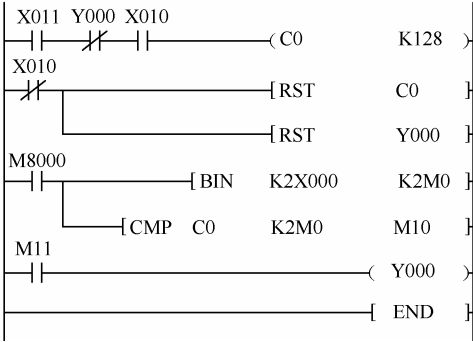 X011 Y000 X010
C0 K128
X010
RST C0
RST Y000
M8000
BIN K2X000 K2M0
CMP C0 K2M0 M10
M11
Y000
END